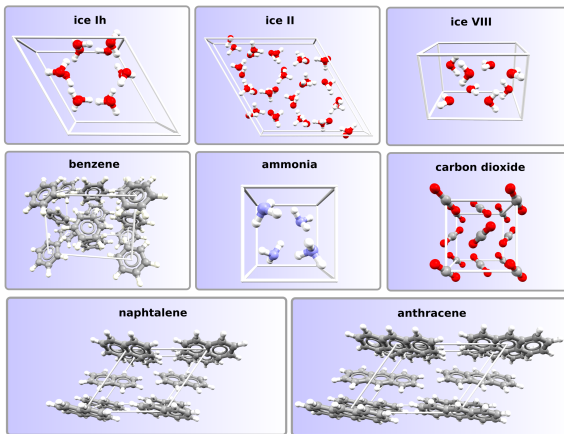 ice Ih
ice II
ice VIII
benzene
ammonia
carbon dioxide
naphtalene
anthracene